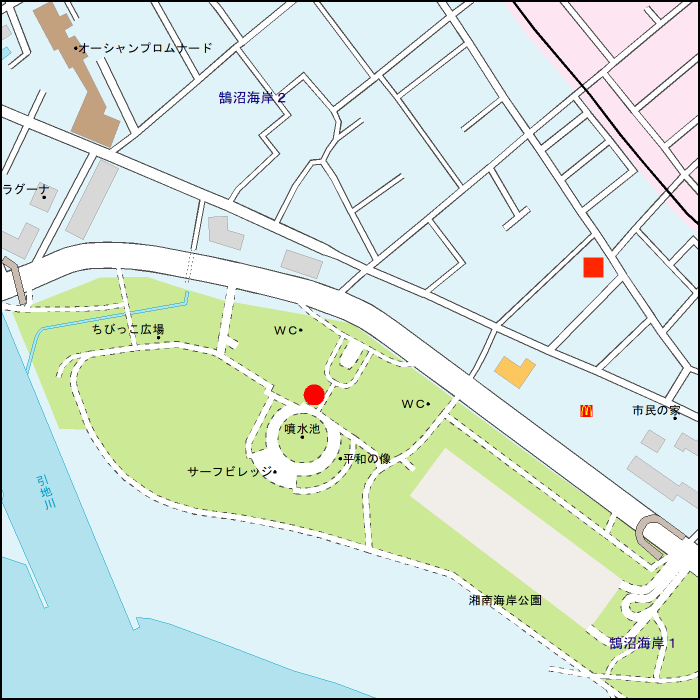 オーシャンプロムナード
鵠沼海岸2
ラグーナ
ちびっこ広場
WC
WC
市民の家
噴水池
平和の像
サーフビレッジ
引地川
湘南海岸公園
鵠沼海岸1